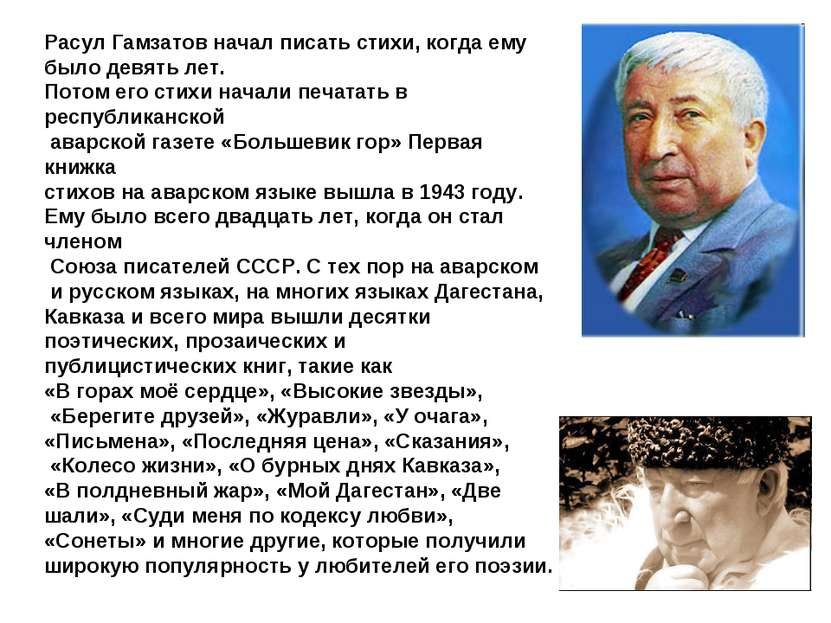 Расул Гамзатов начал писать стихи, когда ему
было девять лет.
Потом его стихи начали печатать в
республиканской
аварской газете «Большевик гор» Первая
книжка
стихов на аварском языке вышла в 1943 году.
Ему было всего двадцать лет, когда он стал
членом
Союза писателей СССР. С тех пор на аварском
и русском языках, на многих языках Дагестана,
Кавказа и всего мира вышли десятки
поэтических, прозаических и
публицистических книг, такие как
«В горах моё сердце», «Высокие звезды»,
«Берегите друзей», «Журавли», «У очага»,
«Письмена», «Последняя цена», «Сказания»,
«Колесо жизни», «О бурных днях Кавказа»,
«В полдневный жар», «Мой Дагестан», «Две
шали», «Суди меня по кодексу любви»,
«Сонеты» и многие другие, которые получили
широкую популярность у любителей его поэзии.